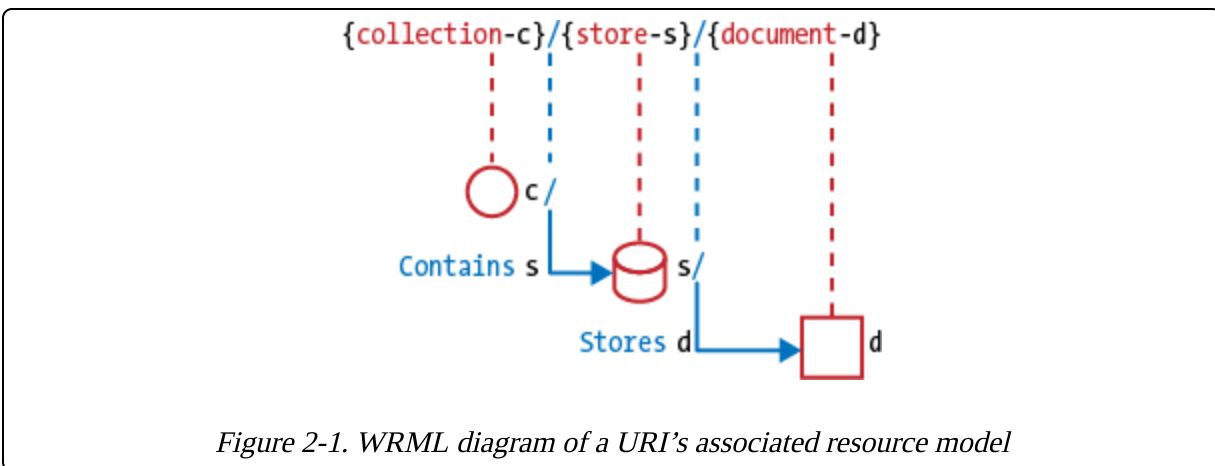 {collection-c}/{store-s}/{document-d}
c/
Contains s
s/
Stores d
d
Figure 2-1. WRML diagram of a URI’s associated resource model